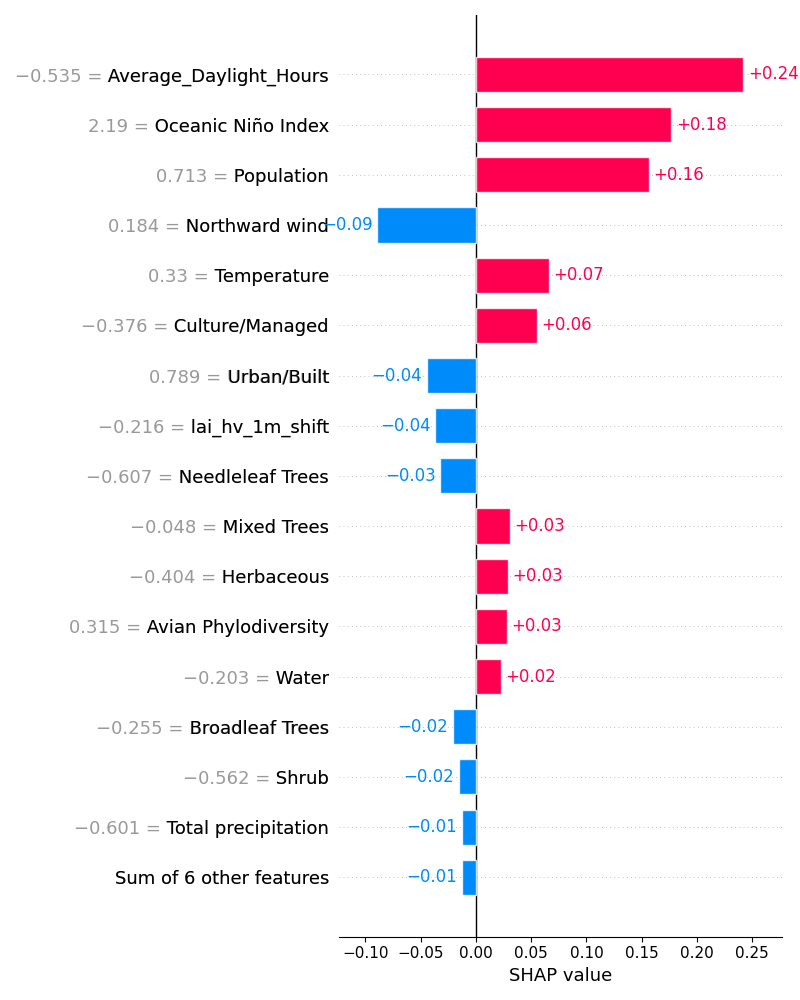 −0.535 = Average_Daylight_Hours +0.24
2.19 = Oceanic Niño Index +0.18
0.713 = Population +0.16
0.184 = Northward wind −0.09
0.33 = Temperature +0.07
−0.376 = Culture/Managed +0.06
0.789 = Urban/Built −0.04
−0.216 = lai_hv_1m_shift −0.04
−0.607 = Needleleaf Trees −0.03
−0.048 = Mixed Trees +0.03
−0.404 = Herbaceous +0.03
0.315 = Avian Phylodiversity +0.03
−0.203 = Water +0.02
−0.255 = Broadleaf Trees −0.02
−0.562 = Shrub −0.02
−0.601 = Total precipitation −0.01
Sum of 6 other features −0.01
−0.10 −0.05 0.00 0.05 0.10 0.15 0.20 0.25
SHAP value